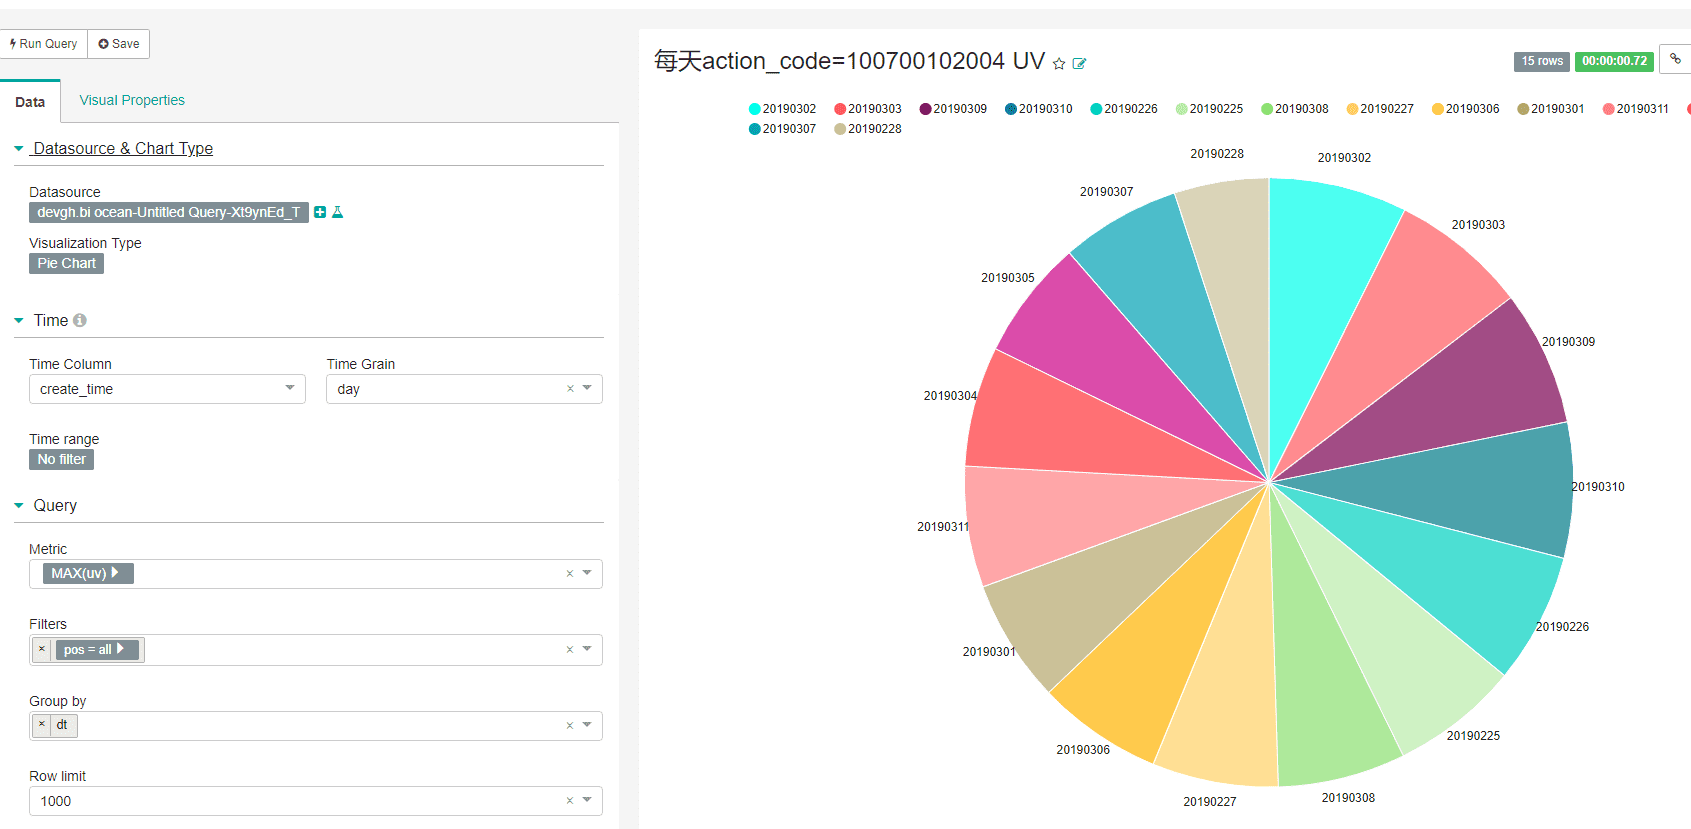 Run Query
Save
Data
Visual Properties
Datasource & Chart Type
Datasource
devgh.bi ocean-Untitled Query-Xt9ynEd_T
Visualization Type
Pie Chart
Time
Time Column
Time Grain
create_time
day
Time range
No filter
Query
Metric
MAX(uv)
Filters
pos = all
Group by
dt
Row limit
1000
每天action_code=100700102004 UV
15 rows
00:00:00.72
20190302 20190303 20190309 20190310 20190226 20190225 20190308 20190227 20190306 20190301 20190311
20190307 20190228
20190228
20190302
20190307
20190303
20190305
20190309
20190304
20190310
20190311
20190226
20190301
20190225
20190306
20190308
20190227